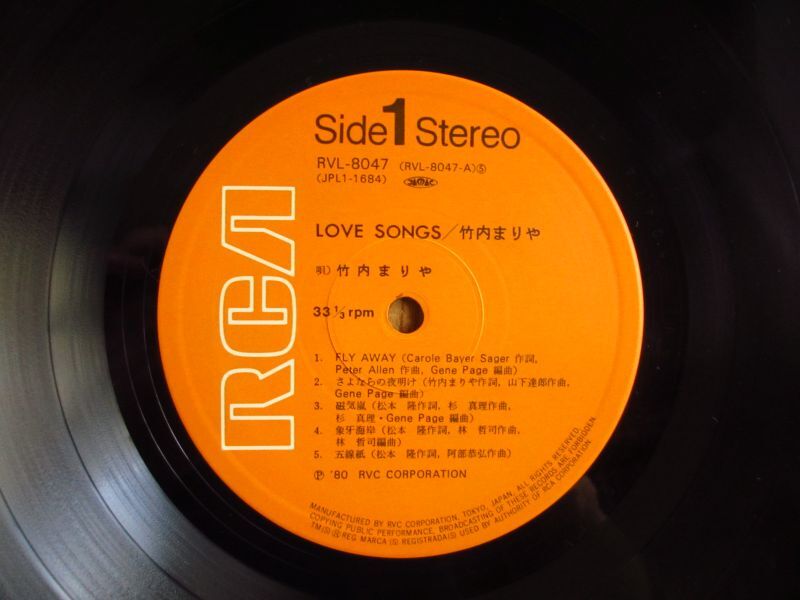 Side 1 Stereo
RVL-8047 (RVL-8047-A)Ⓢ
(JPL1-1684) JASRAC
LOVE SONGS/竹内まりや
唄) 竹内まりや
33 1/3 rpm
1. FLY AWAY (Carole Bayer Sager 作詞,
Peter Allen 作曲, Gene Page 編曲)
2. さよならの夜明け (竹内まりや作詞, 山下達郎作曲,
Gene Page 編曲)
3. 磁気嵐 (松本 隆作詞, 杉 真理作曲,
杉 真理・Gene Page 編曲)
4. 象牙海岸 (松本 隆作詞, 林 哲司作曲,
林 哲司編曲)
5. 五線紙 (松本 隆作詞, 阿部恭弘作曲)
Ⓟ '80 RVC CORPORATION
RCA
MANUFACTURED BY RVC CORPORATION, TOKYO, JAPAN, ALL RIGHTS RESERVED.
COPYING PUBLIC PERFORMANCE, BROADCASTING OF THESE RECORDS ARE FORBIDDEN.
TM(S) ® REG MARCA (S) REGISTRADA(S) USED BY AUTHORITY OF RCA CORPORATION.